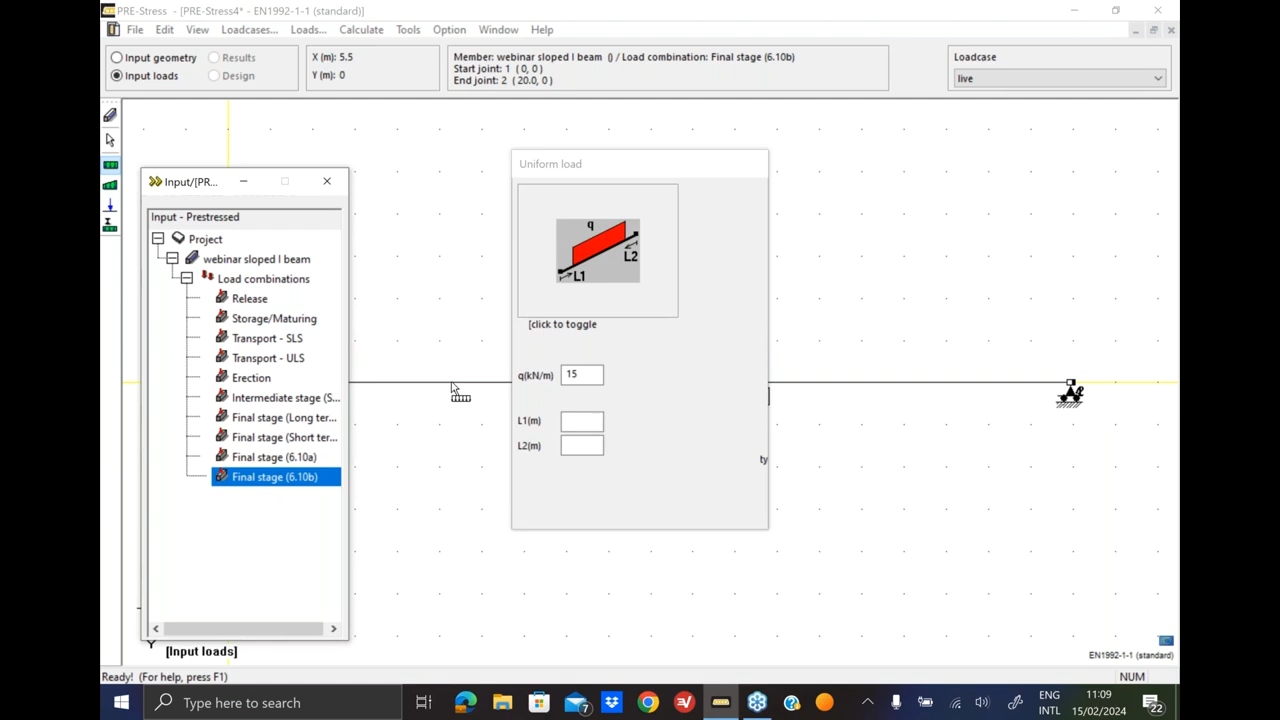 PRE-Stress - [PRE-Stress4* - EN1992-1-1 (standard)]
File Edit View Loadcases... Loads... Calculate Tools Option Window Help
Input geometry
Results
Input loads
Design
X (m): 5.5
Y (m): 0
Member: webinar sloped I beam () / Load combination: Final stage (6.10b)
Start joint: 1 ( 0, 0 )
End joint: 2 ( 20.0, 0 )
Loadcase
live
Input/[PR...
Input - Prestressed
Project
webinar sloped I beam
Load combinations
Release
Storage/Maturing
Transport - SLS
Transport - ULS
Erection
Intermediate stage (S...
Final stage (Long ter...
Final stage (Short ter...
Final stage (6.10a)
Final stage (6.10b)
Uniform load
q
L2
L1
[click to toggle
q(kN/m) 15
L1(m)
L2(m)
ty
Y
[Input loads]
EN1992-1-1 (standard)
Ready! (For help, press F1)
NUM
Type here to search
7
ENG
INTL
11:09
15/02/2024
22